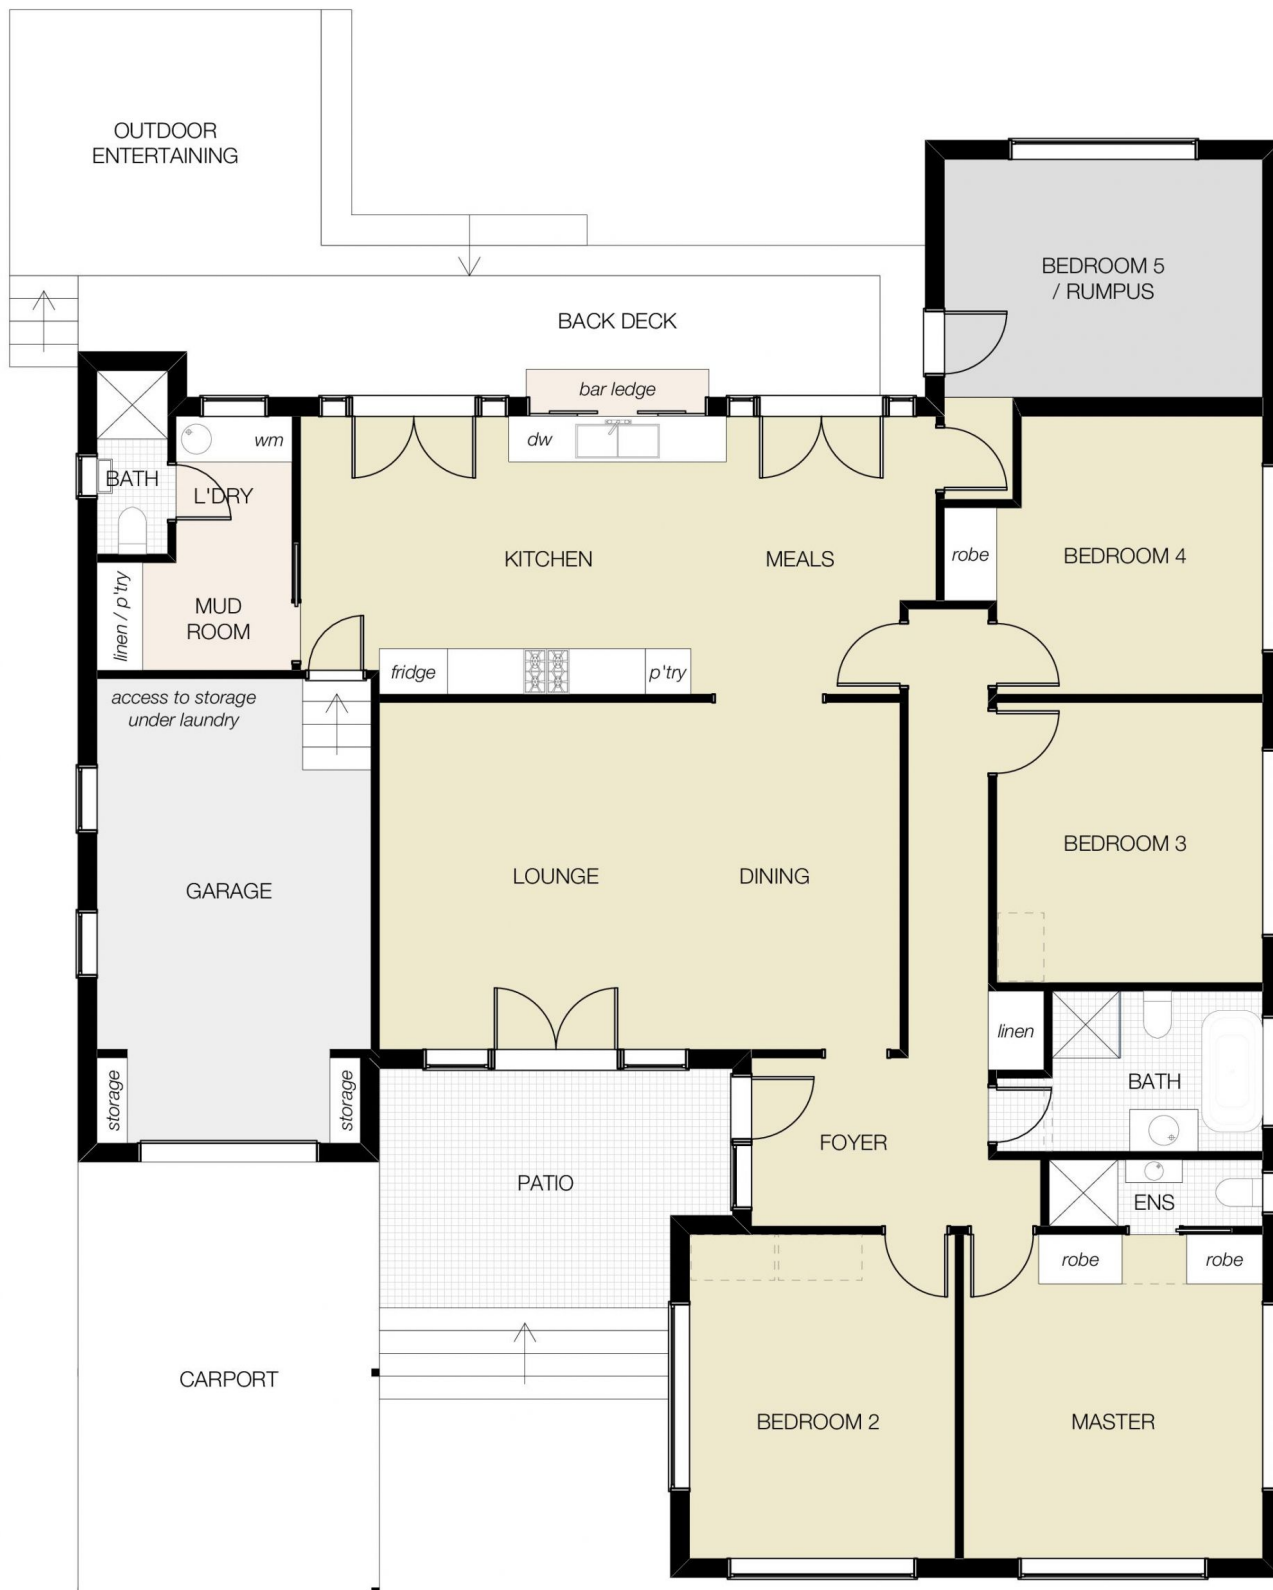 OUTDOOR
ENTERTAINING
BEDROOM 5
/ RUMPUS
BACK DECK
bar ledge
dw
wm
BATH
L'DRY
KITCHEN
MEALS
robe
BEDROOM 4
linen / p'try
MUD
ROOM
fridge
p'try
access to storage
under laundry
BEDROOM 3
LOUNGE
DINING
GARAGE
linen
BATH
storage
storage
FOYER
PATIO
ENS
robe
robe
CARPORT
BEDROOM 2
MASTER